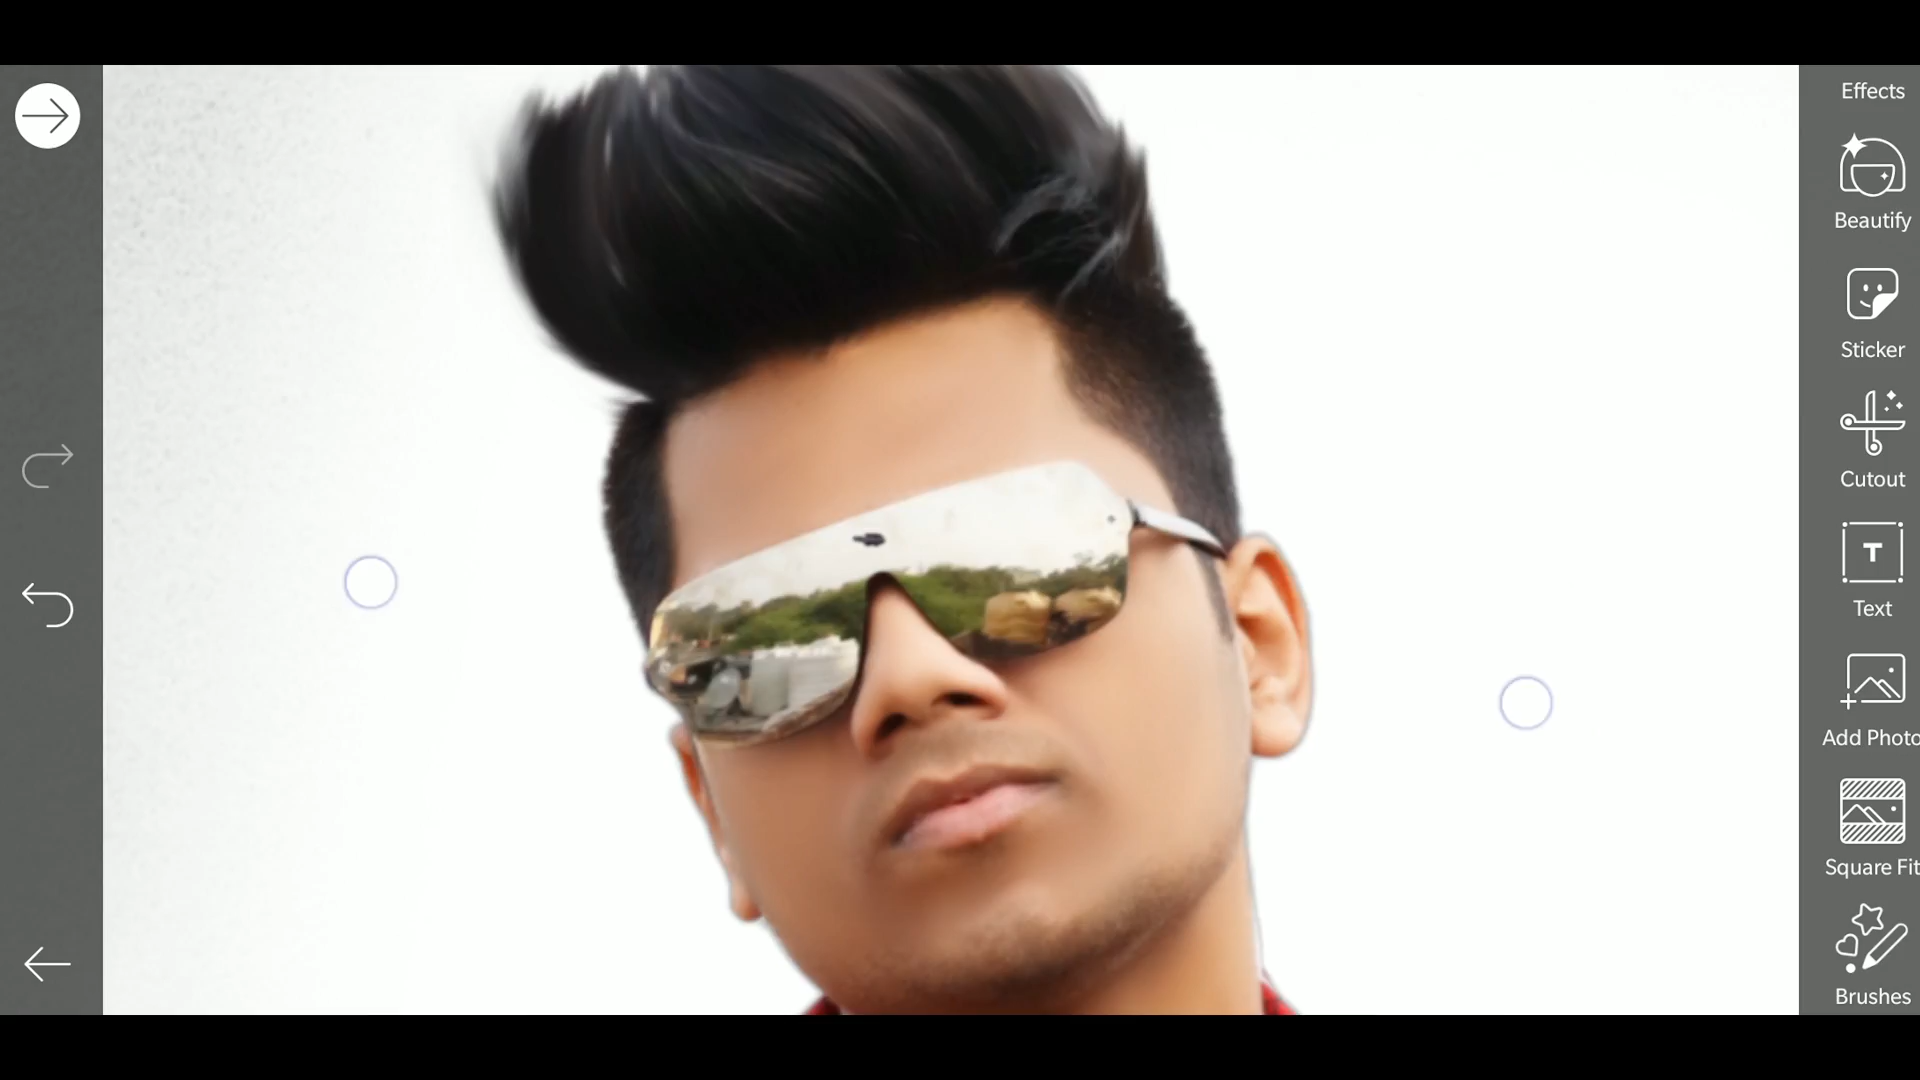 Effects
Beautify
Sticker
Cutout
T
Text
Add Photo
Square Fit
Brushes